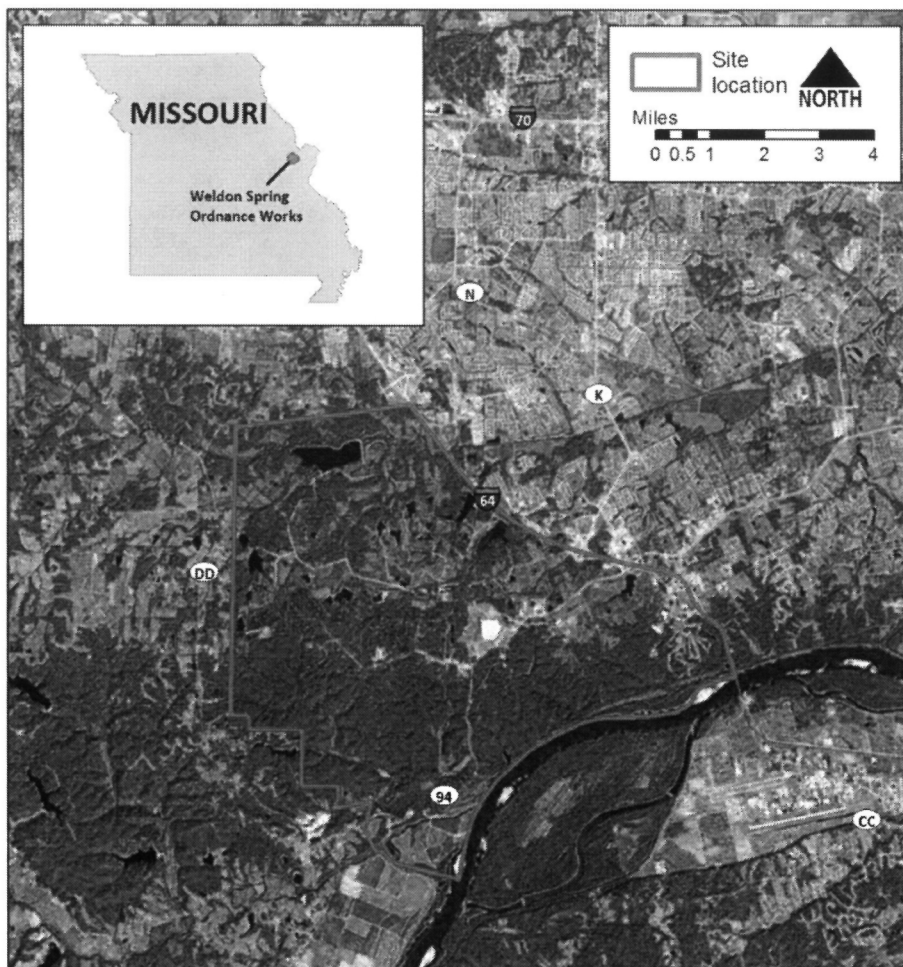 MISSOURI
Weldon Spring
Ordnance Works
Site
location
NORTH
Miles
0 0.5 1 2 3 4
70
N
K
64
DD
94
CC